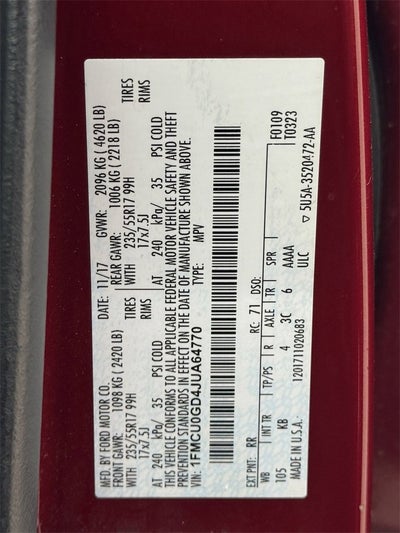 MFD. BY FORD MOTOR CO.
DATE: 11/17
GVWR: 2096 KG ( 4620 LB)
FRONT GAWR: 1098 KG ( 2420 LB)
REAR GAWR: 1006 KG ( 2218 LB)
WITH 235/55R17 99H TIRES
WITH 235/55R17 99H TIRES
17x7.5J RIMS
17x7.5J RIMS
AT 240 kPa/ 35 PSI COLD
AT 240 kPa/ 35 PSI COLD
THIS VEHICLE CONFORMS TO ALL APPLICABLE FEDERAL MOTOR VEHICLE SAFETY AND THEFT
PREVENTION STANDARDS IN EFFECT ON THE DATE OF MANUFACTURE SHOWN ABOVE.
1FMCU0GD4JUA64770
TYPE: MPV
F0109
T0323
EXT PNT: RR
RC: 71 DSO:
WB INT TR TP/PS R AXLE TR SPR
105 KB 4 3C 6 AAAA
ULC
▽ 5U5A-3520472-AA
MADE IN U.S.A.
1201711020683